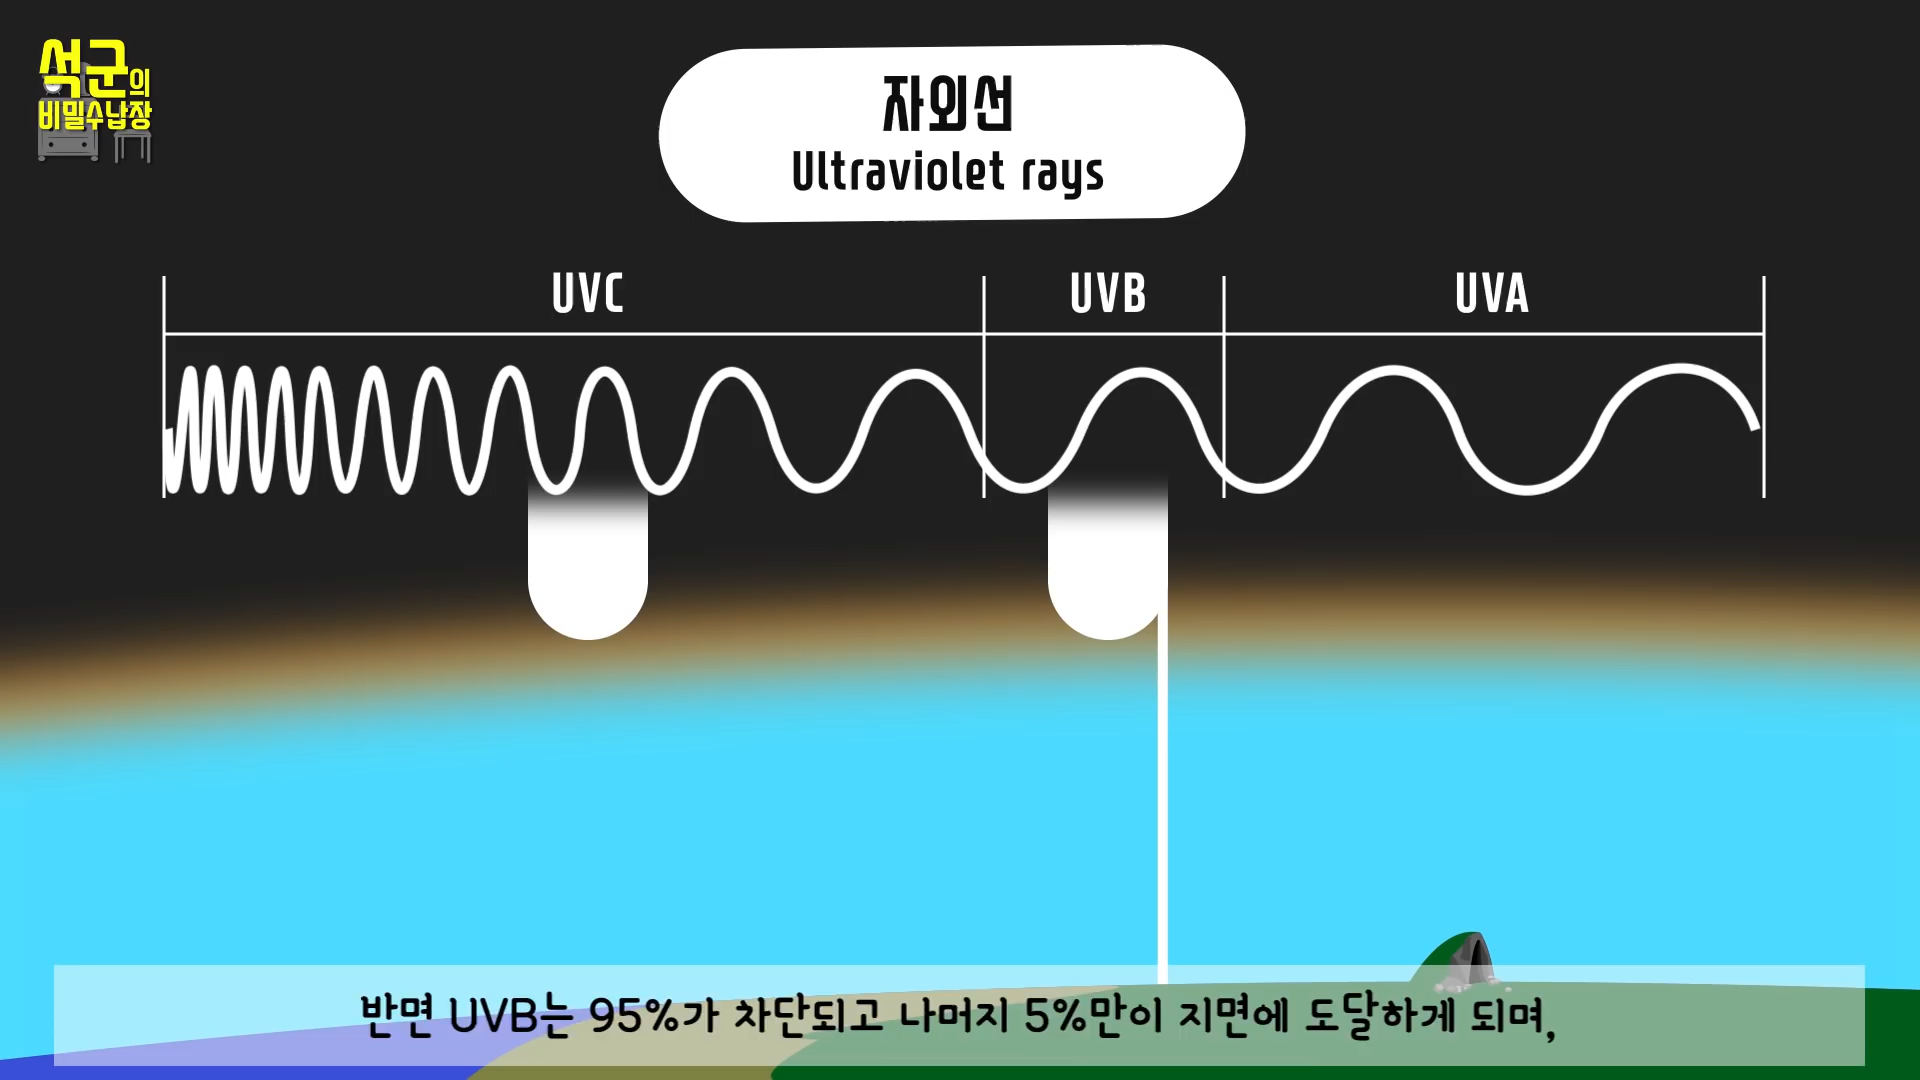 석군의
비밀수납장
자외선
Ultraviolet rays
UVC UVB UVA
반면 UVB는 95%가 차단되고 나머지 5%만이 지면에 도달하게 되며,